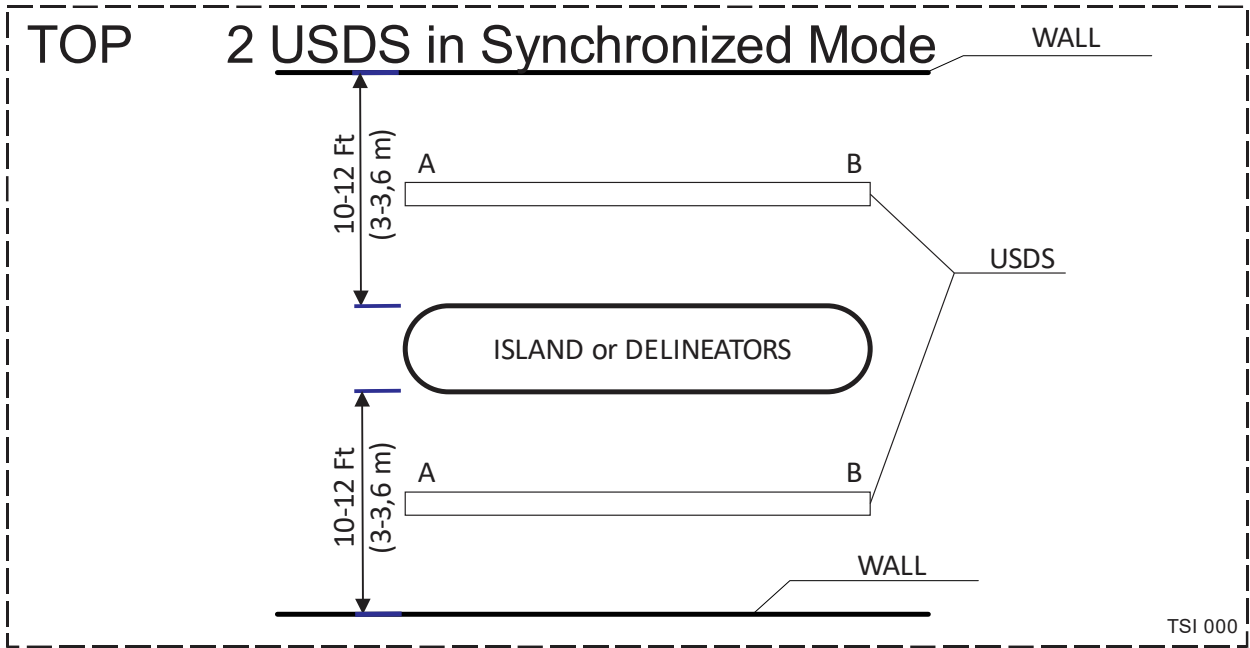 TOP 2 USDS in Synchronized Mode
WALL
10-12 Ft
(3-3,6 m)
A
B
USDS
ISLAND or DELINEATORS
10-12 Ft
(3-3,6 m)
A
B
WALL
TSI 000